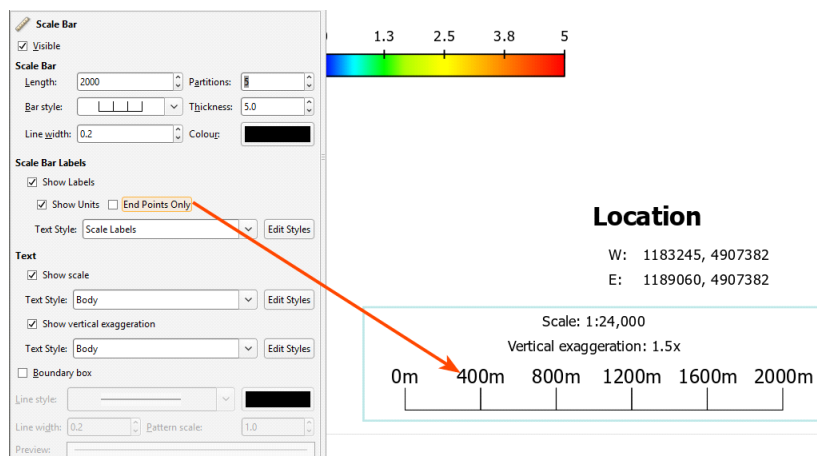 Scale Bar
Visible
Scale Bar
Length: 2000 Partitions: 5
Bar style: Thickness: 5.0
Line width: 0.2 Colour:
Scale Bar Labels
Show Labels
Show Units End Points Only
Text Style: Scale Labels Edit Styles
Text
Show scale
Text Style: Body Edit Styles
Show vertical exaggeration
Text Style: Body Edit Styles
Boundary box
Line style:
Line width: 0.2 Pattern scale: 1.0
Preview:
1.3 2.5 3.8 5
Location
W: 1183245, 4907382
E: 1189060, 4907382
Scale: 1:24,000
Vertical exaggeration: 1.5x
0m 400m 800m 1200m 1600m 2000m